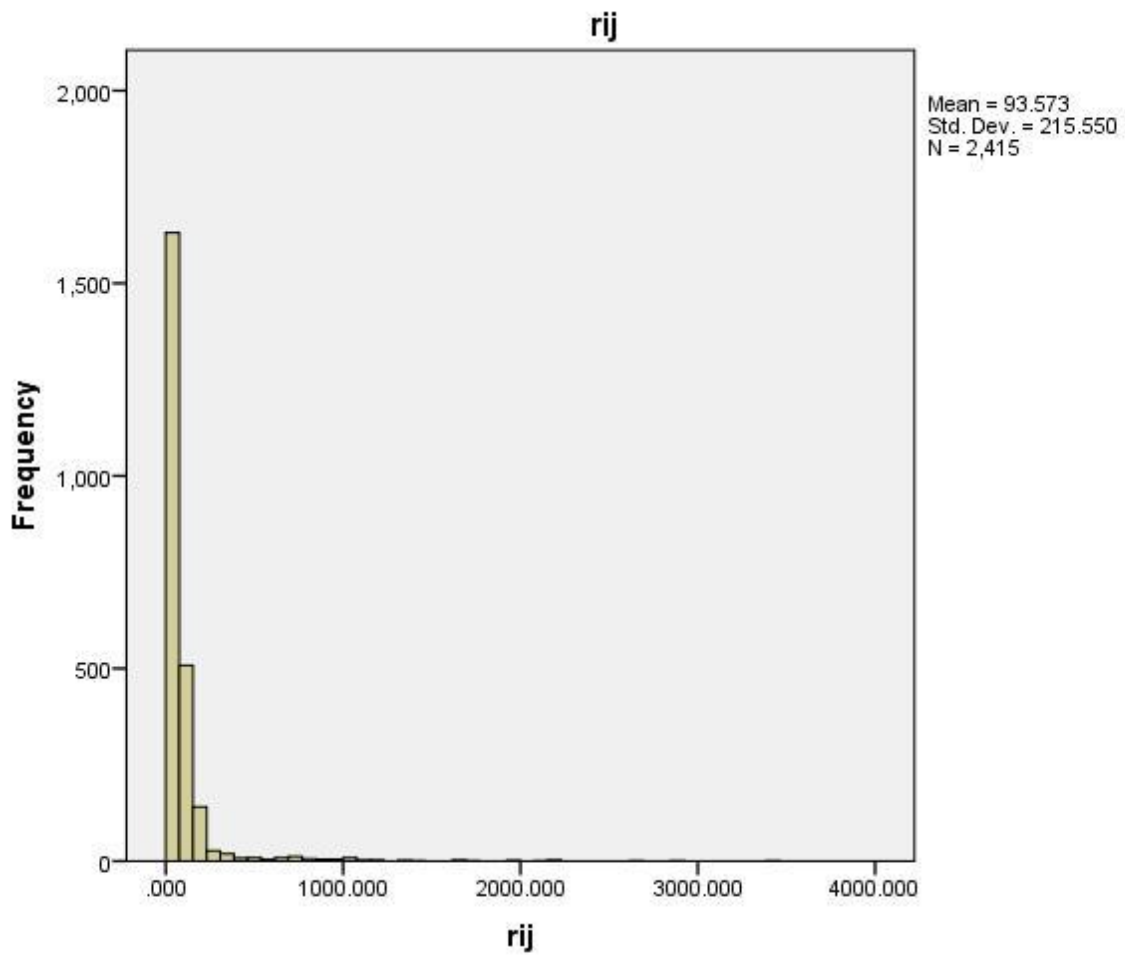 rij
2,000
1,500
1,000
500
0
Frequency
.000
1000.000
2000.000
3000.000
4000.000
rij
Mean = 93.573
Std. Dev. = 215.550
N = 2,415